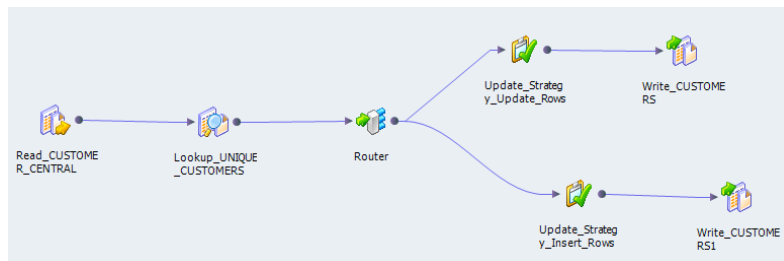 Update_Strateg
y_Update_Rows
Write_CUSTOME
RS
Read_CUSTOME
R_CENTRAL
Lookup_UNIQUE
_CUSTOMERS
Router
Update_Strateg
y_Insert_Rows
Write_CUSTOME
RS1